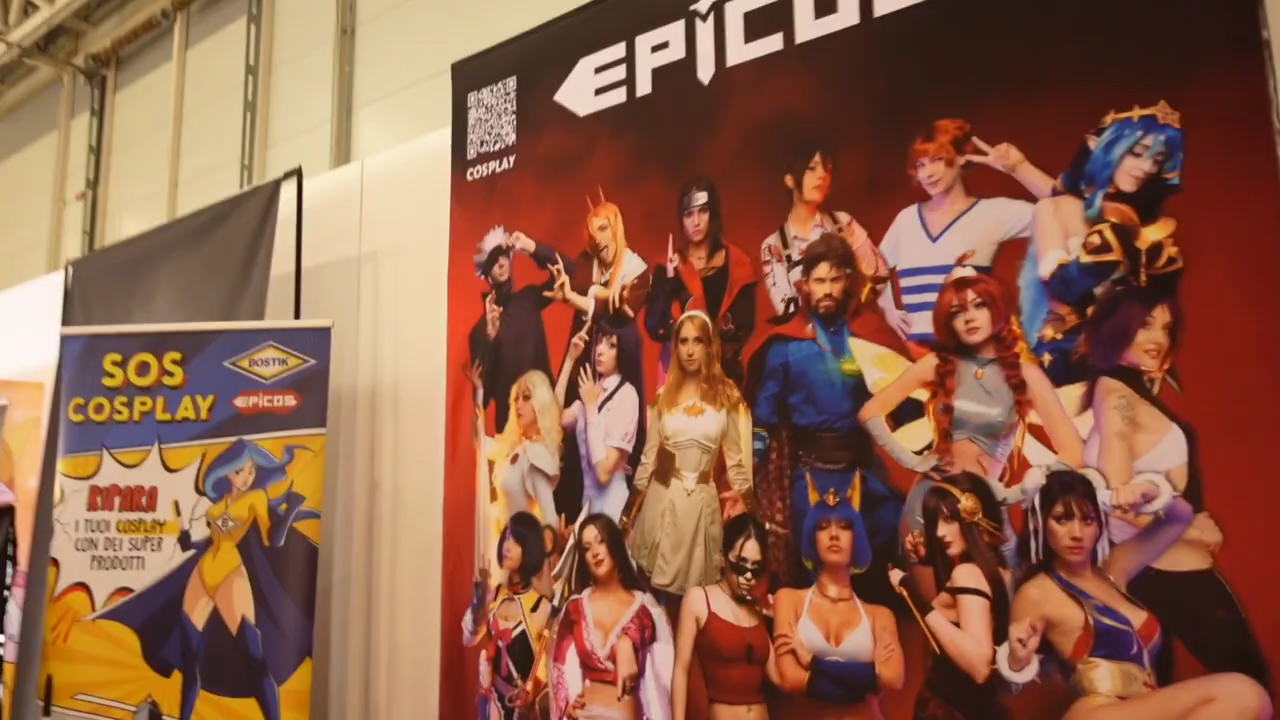 EPICOS
COSPLAY
SOS
COSPLAY
BOSTIK
EPICOS
RIPARA
I TUOI COSPLAY
CON DEI SUPER
PRODOTTI
B